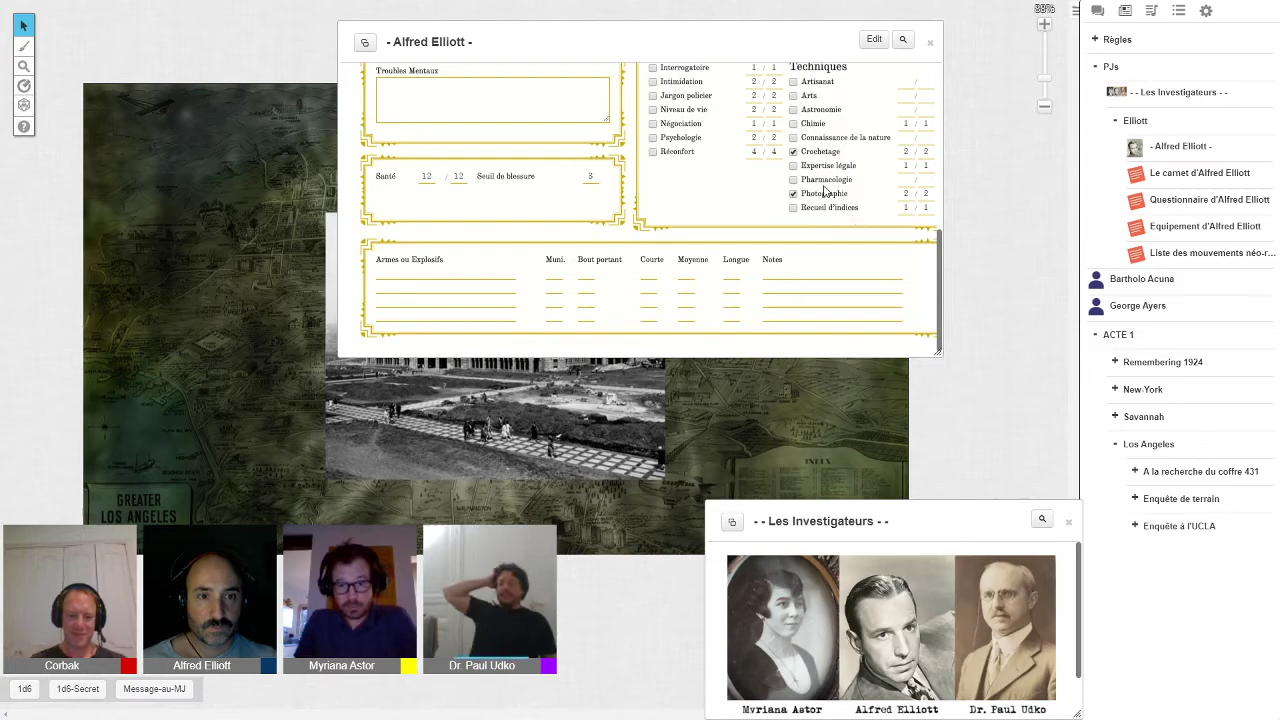 - Alfred Elliott -
Edit
88%
Troubles Mentaux
Santé 12 / 12 Seuil de blessure 3
Interrogatoire 1 / 1
Intimidation 2 / 2
Jargon policier 2 / 2
Niveau de vie 2 / 2
Négociation 1 / 1
Psychologie 2 / 2
Réconfort 4 / 4
Techniques
Artisanat /
Arts /
Astronomie /
Chimie 1 / 1
Connaissance de la nature /
Crochetage 2 / 2
Expertise légale 1 / 1
Pharmacologie /
Photographie 2 / 2
Recueil d'indices 1 / 1
Armes ou Explosifs Muni. Bout portant Courte Moyenne Longue Notes
GREATER
LOS ANGELES
INDEX
Corbak
Alfred Elliott
Myriana Astor
Dr. Paul Udko
1d6
1d6-Secret
Message-au-MJ
- - Les Investigateurs - -
Myriana Astor
Alfred Elliott
Dr. Paul Udko
Règles
PJs
- - Les Investigateurs - -
Elliott
- Alfred Elliott -
Le carnet d'Alfred Elliott
Questionnaire d'Alfred Elliott
Equipement d'Alfred Elliott
Liste des mouvements néo-r...
Bartholo Acuna
George Ayers
ACTE 1
Remembering 1924
New-York
Savannah
Los Angeles
A la recherche du coffre 431
Enquête de terrain
Enquête à l'UCLA